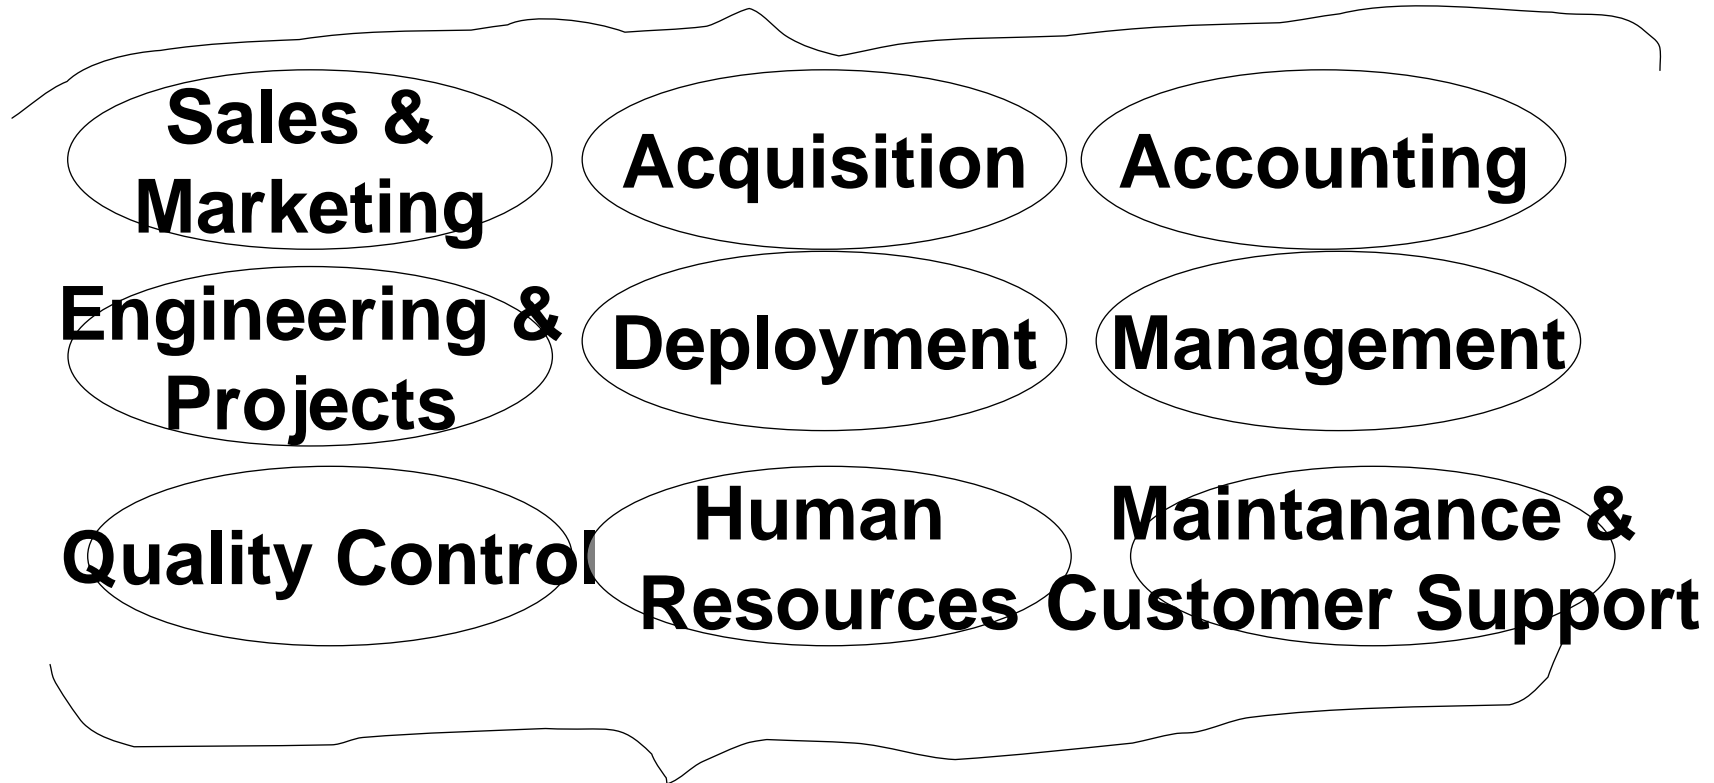 Sales &
Marketing
Acquisition
Accounting
Engineering &
Projects
Deployment
Management
Quality Control
Human
Resources
Maintanance &
Customer Support